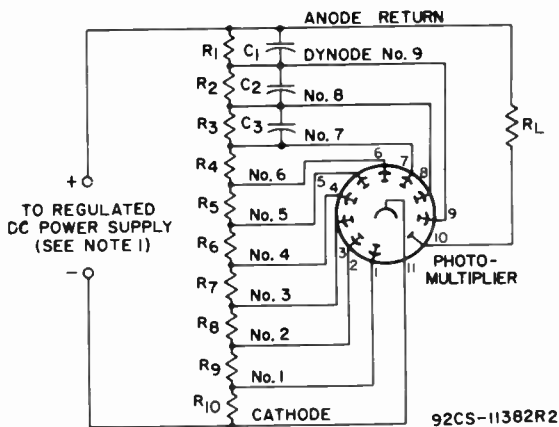 ANODE RETURN
R1 C1
DYNODE No. 9
R2 C2
No. 8
R3 C3
No. 7
RL
R4
No. 6
R5
No. 5
R6
No. 4
R7
No. 3
R8
No. 2
R9
No. 1
R10
CATHODE
+
TO REGULATED
DC POWER SUPPLY
(SEE NOTE 1)
−
1
2
3
4
5
6
7
8
9
10
11
PHOTO-
MULTIPLIER
92CS-11382R2